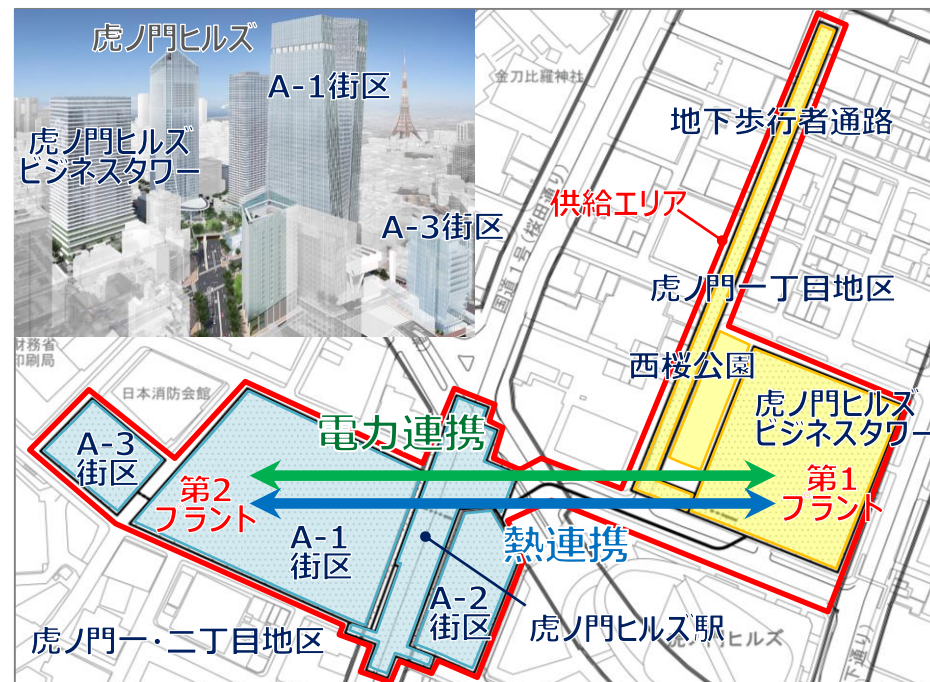 虎ノ門ヒルズ
A-1街区
虎ノ門ヒルズ
ビジネスタワー
A-3街区
金刀比羅神社
地下歩行者通路
供給エリア
国道1号(桜田通り)
虎ノ門一丁目地区
西桜公園
虎ノ門ヒルズ
ビジネスタワー
財務省
印刷局
日本消防会館
電力連携
A-3
街区
第2
フラント
第1
フラント
熱連携
A-1
街区
A-2
街区
虎ノ門ヒルズ駅
虎ノ門一・二丁目地区
虎ノ門ヒルズ
下通り)